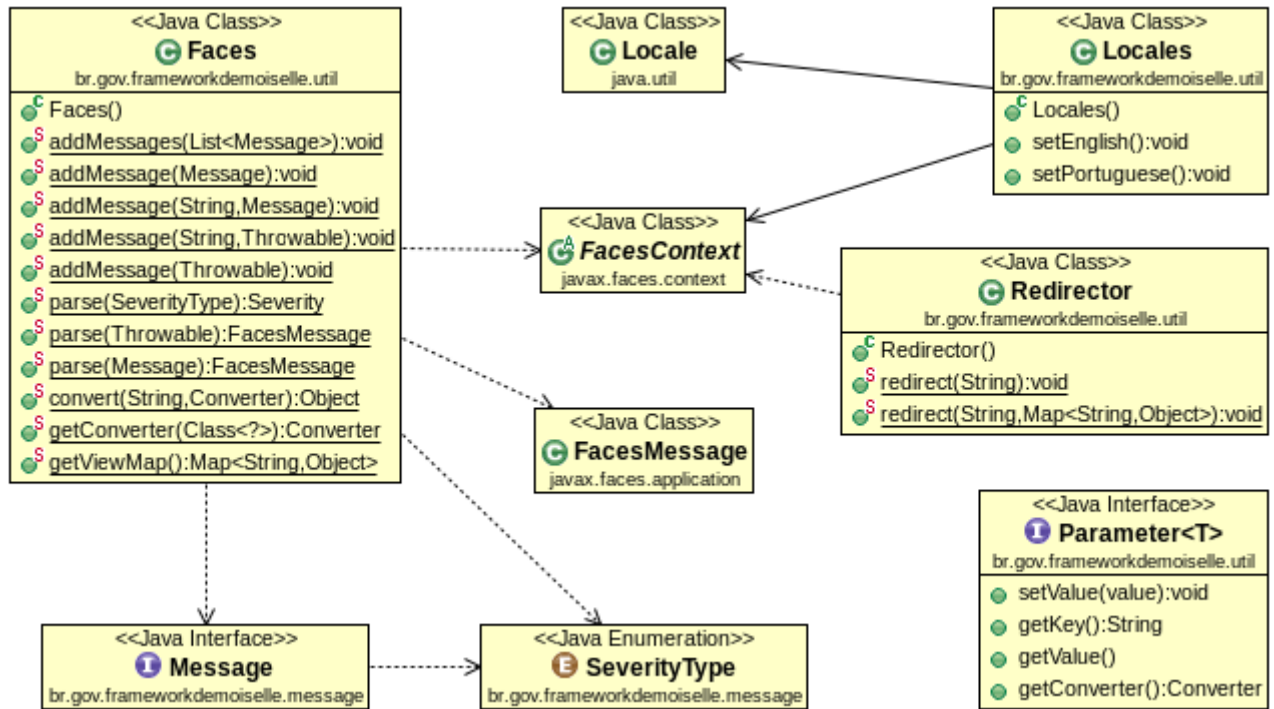 <<Java Class>>
Faces
br.gov.frameworkdemoiselle.util
Faces()
addMessages(List<Message>):void
addMessage(Message):void
addMessage(String,Message):void
addMessage(String,Throwable):void
addMessage(Throwable):void
parse(SeverityType):Severity
parse(Throwable):FacesMessage
parse(Message):FacesMessage
convert(String,Converter):Object
getConverter(Class<?>):Converter
getViewMap():Map<String,Object>
<<Java Class>>
Locale
java.util
<<Java Class>>
Locales
br.gov.frameworkdemoiselle.util
Locales()
setEnglish():void
setPortuguese():void
<<Java Class>>
FacesContext
javax.faces.context
<<Java Class>>
Redirector
br.gov.frameworkdemoiselle.util
Redirector()
redirect(String):void
redirect(String,Map<String,Object>):void
<<Java Class>>
FacesMessage
javax.faces.application
<<Java Interface>>
Parameter<T>
br.gov.frameworkdemoiselle.util
setValue(value):void
getKey():String
getValue()
getConverter():Converter
<<Java Interface>>
Message
br.gov.frameworkdemoiselle.message
<<Java Enumeration>>
SeverityType
br.gov.frameworkdemoiselle.message